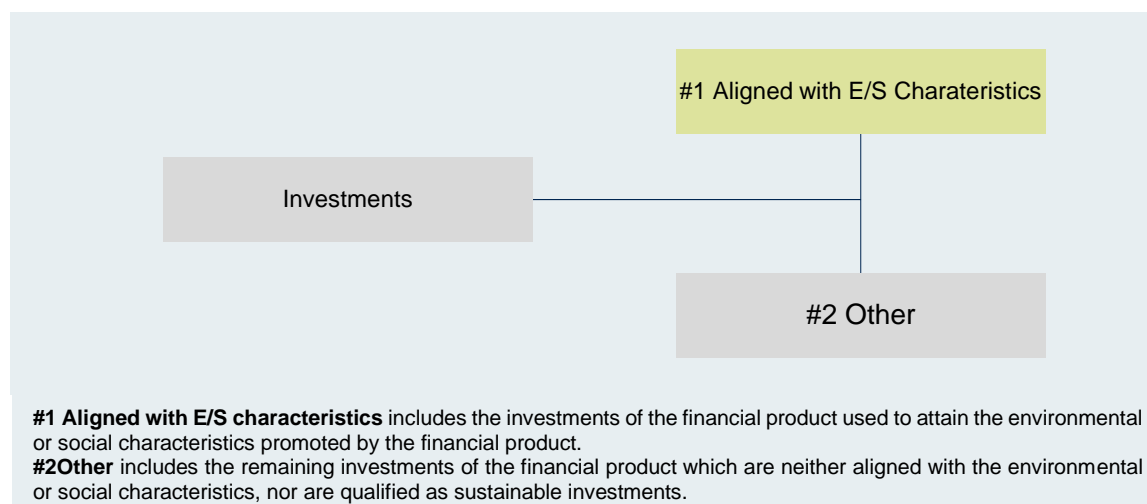 #1 Aligned with E/S Charateristics
Investments
#2 Other
#1 Aligned with E/S characteristics includes the investments of the financial product used to attain the environmental
or social characteristics promoted by the financial product.
#2Other includes the remaining investments of the financial product which are neither aligned with the environmental
or social characteristics, nor are qualified as sustainable investments.